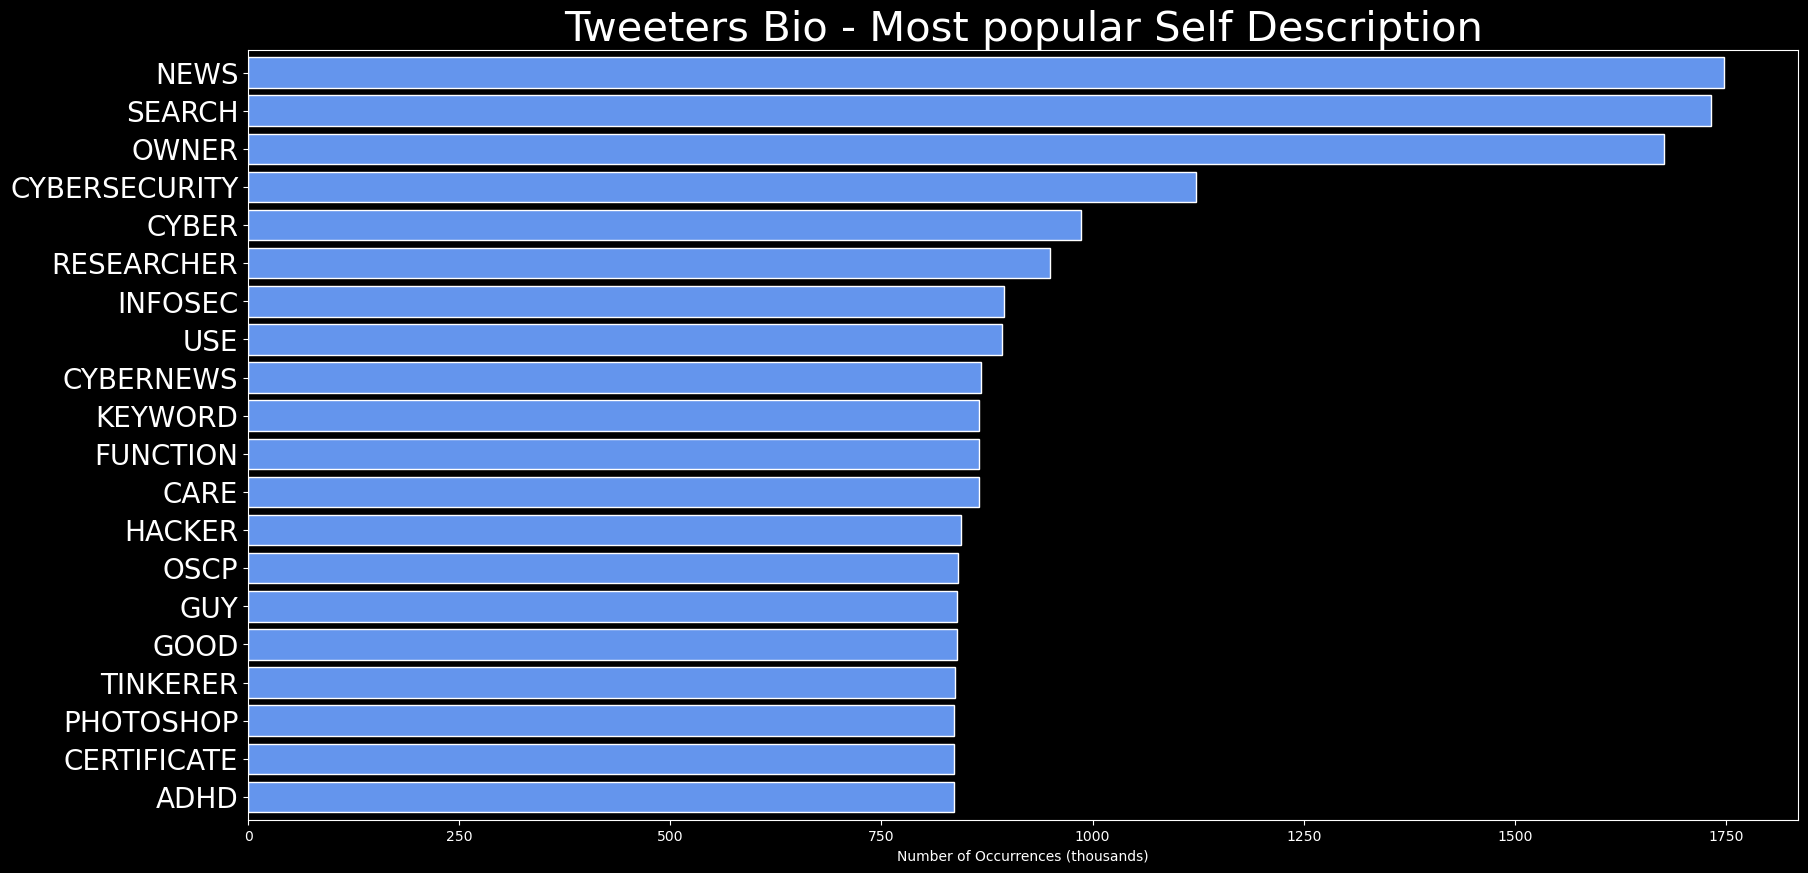 Tweeters Bio - Most popular Self Description
NEWS
SEARCH
OWNER
CYBERSECURITY
CYBER
RESEARCHER
INFOSEC
USE
CYBERNEWS
KEYWORD
FUNCTION
CARE
HACKER
OSCP
GUY
GOOD
TINKERER
PHOTOSHOP
CERTIFICATE
ADHD
0 250 500 750 1000 1250 1500 1750
Number of Occurrences (thousands)